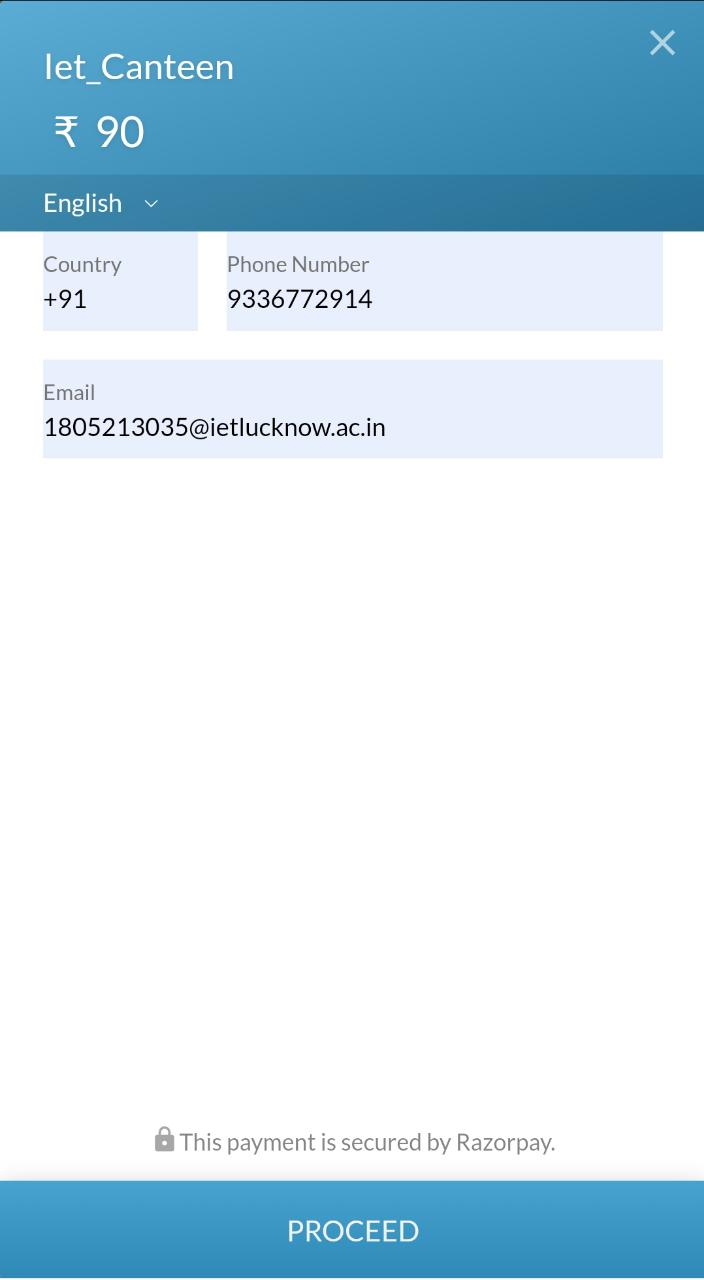 Iet_Canteen
₹ 90
English
Country
+91
Phone Number
9336772914
Email
1805213035@ietlucknow.ac.in
This payment is secured by Razorpay.
PROCEED